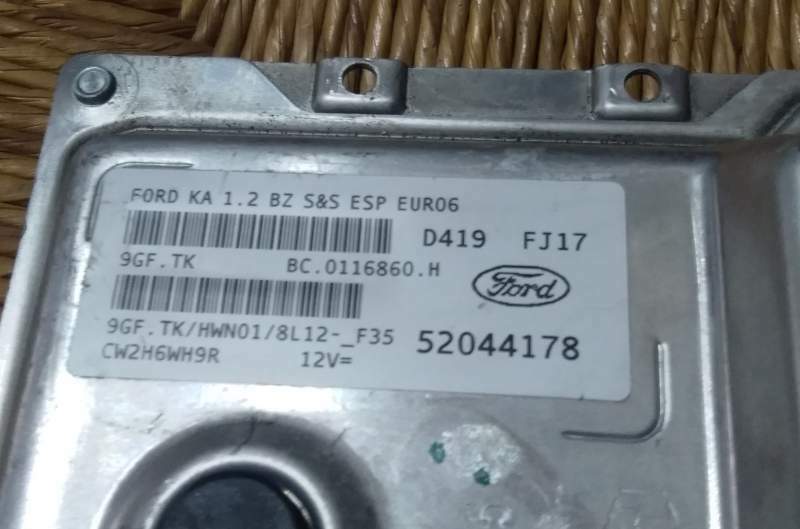 FORD KA 1.2 BZ S&S ESP EURO6
D419 FJ17
9GF.TK BC.0116860.H
Ford
9GF.TK/HWN01/8L12-_F35 52044178
CW2H6WH9R 12V=